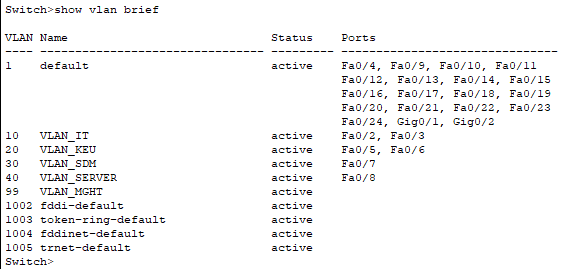 Switch>show vlan brief
VLAN Name Status Ports
---- -------------------------------- --------- -------------------------------
1 default active Fa0/4, Fa0/9, Fa0/10, Fa0/11
Fa0/12, Fa0/13, Fa0/14, Fa0/15
Fa0/16, Fa0/17, Fa0/18, Fa0/19
Fa0/20, Fa0/21, Fa0/22, Fa0/23
Fa0/24, Gig0/1, Gig0/2
10 VLAN_IT active Fa0/2, Fa0/3
20 VLAN_KEU active Fa0/5, Fa0/6
30 VLAN_SDM active Fa0/7
40 VLAN_SERVER active Fa0/8
99 VLAN_MGHT active
1002 fddi-default active
1003 token-ring-default active
1004 fddinet-default active
1005 trnet-default active
Switch>